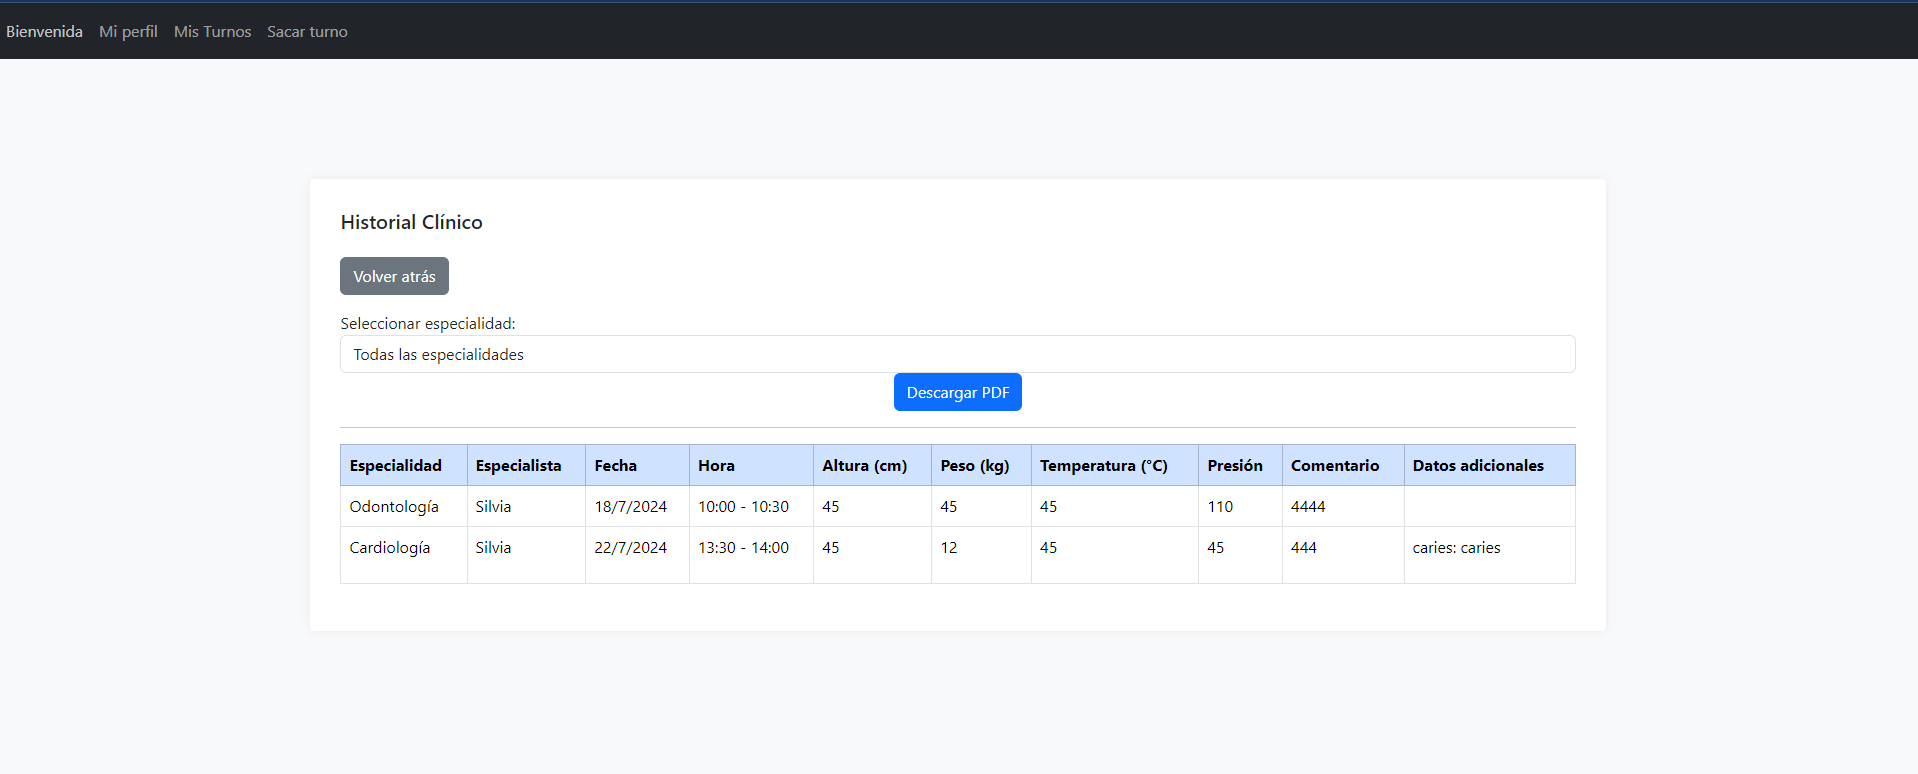 Bienvenida Mi perfil Mis Turnos Sacar turno
Historial Clínico
Volver atrás
Seleccionar especialidad:
Todas las especialidades
Descargar PDF
Especialidad Especialista Fecha Hora Altura (cm) Peso (kg) Temperatura (°C) Presión Comentario Datos adicionales
Odontología Silvia 18/7/2024 10:00 - 10:30 45 45 45 110 4444
Cardiología Silvia 22/7/2024 13:30 - 14:00 45 12 45 45 444 caries: caries